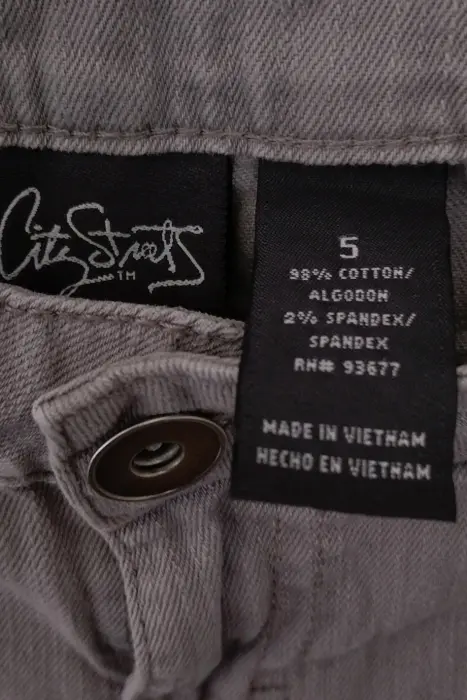 City Streets
TM
5
98% COTTON/
ALGODON
2% SPANDEX/
SPANDEX
RN# 93677
MADE IN VIETNAM
HECHO EN VIETNAM